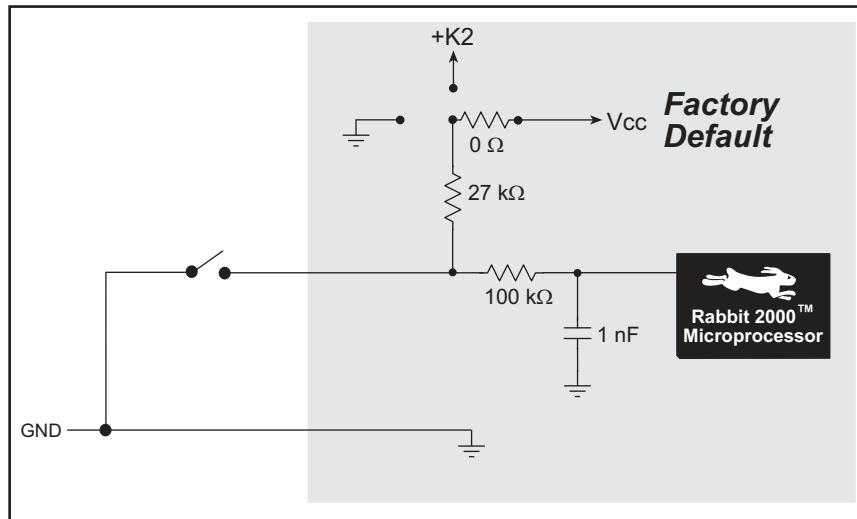 +K2
Vcc
Factory
Default
0 Ω
27 kΩ
100 kΩ
Rabbit 2000™
Microprocessor
1 nF
GND